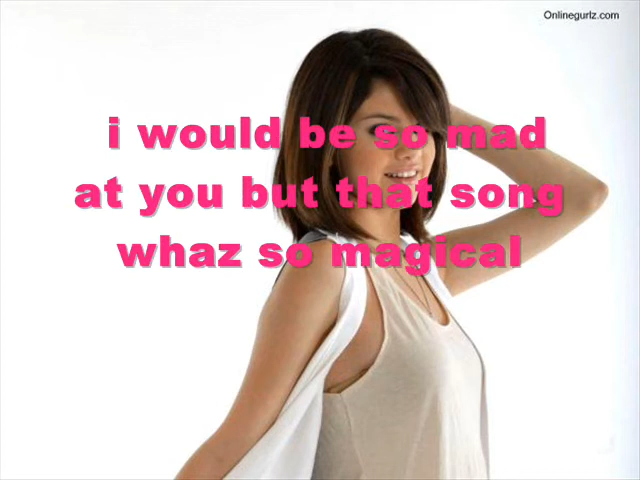 Onlinegurlz.com
i would be so mad
at you but that song
whaz so magical